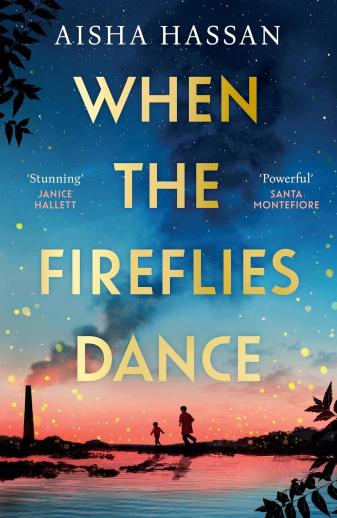 AISHA HASSAN
WHEN
THE
‘Stunning’
JANICE
HALLETT
‘Powerful’
SANTA
MONTEFIORE
FIREFLIES
DANCE